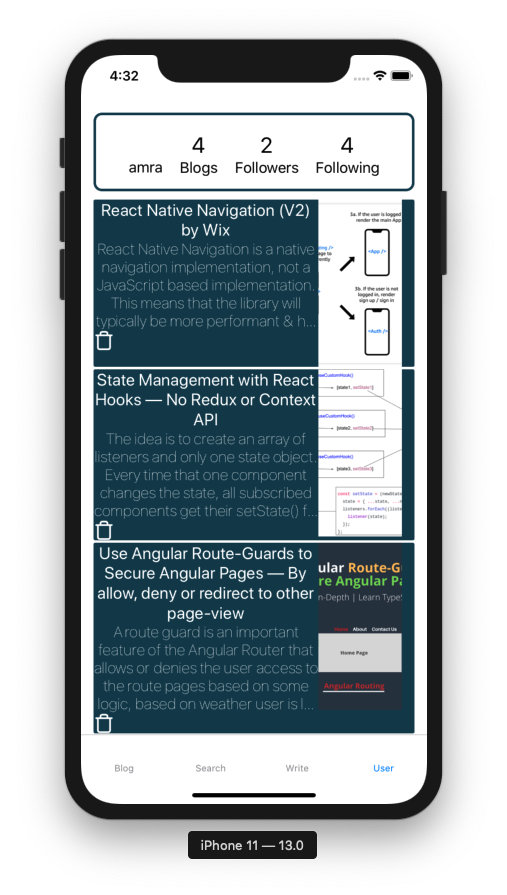 4:32
4 2 4
amra Blogs Followers Following
React Native Navigation (V2)
by Wix
React Native Navigation is a native
navigation implementation, not a
JavaScript based implementation.
This means that the library will
typically be more performant & h...
3a. If the user is logged
render the main App
<App />
3b. If the user is not
logged in, render
sign up / sign in
<Auth />
State Management with React
Hooks — No Redux or Context
API
The idea is to create an array of
listeners and only one state object.
Every time that one component
changes the state, all subscribed
components get their setState() f...
useCustomHook()
[state1, setState1]
useCustomHook()
[state2, setState2]
useCustomHook()
[state3, setState3]
const setState = (newState
state = { ...state, ...n
listeners.forEach((liste
listener(state);
});
};
Use Angular Route-Guards to
Secure Angular Pages — By
allow, deny or redirect to other
page-view
A route guard is an important
feature of the Angular Router that
allows or denies the user access to
the route pages based on some
logic, based on weather user is l...
ular Route-G
re Angular Pa
n-Depth | Learn Types
Home About Contact Us
Home Page
Angular Routing
Blog Search Write User
iPhone 11 — 13.0